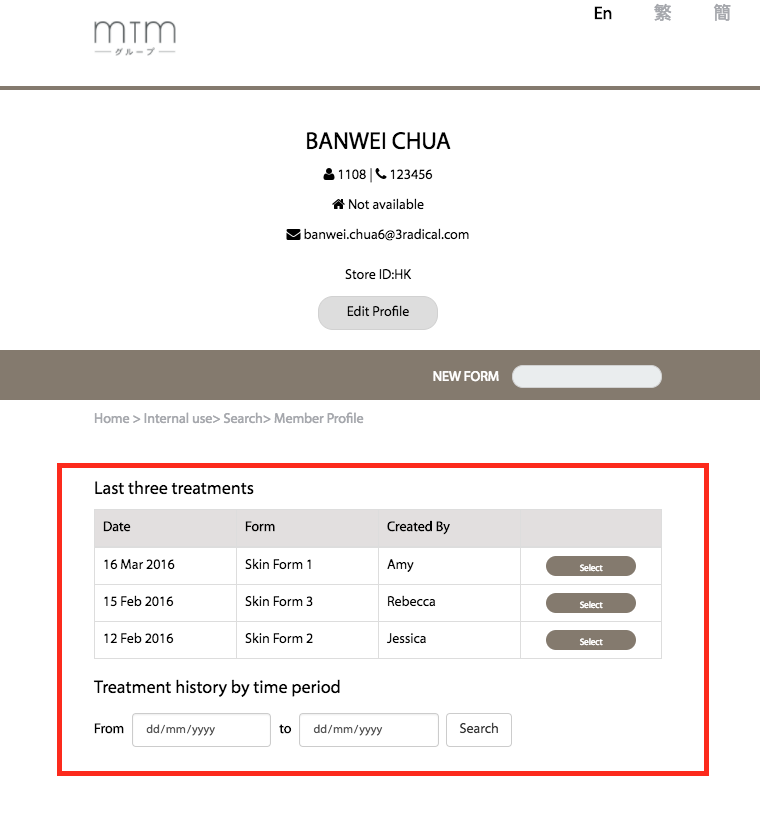 En 繁 簡
mtm
グループ
BANWEI CHUA
1108 | 123456
Not available
banwei.chua6@3radical.com
Store ID:HK
Edit Profile
NEW FORM
Home > Internal use> Search> Member Profile
Last three treatments
Date Form Created By
16 Mar 2016 Skin Form 1 Amy Select
15 Feb 2016 Skin Form 3 Rebecca Select
12 Feb 2016 Skin Form 2 Jessica Select
Treatment history by time period
From dd/mm/yyyy to dd/mm/yyyy Search